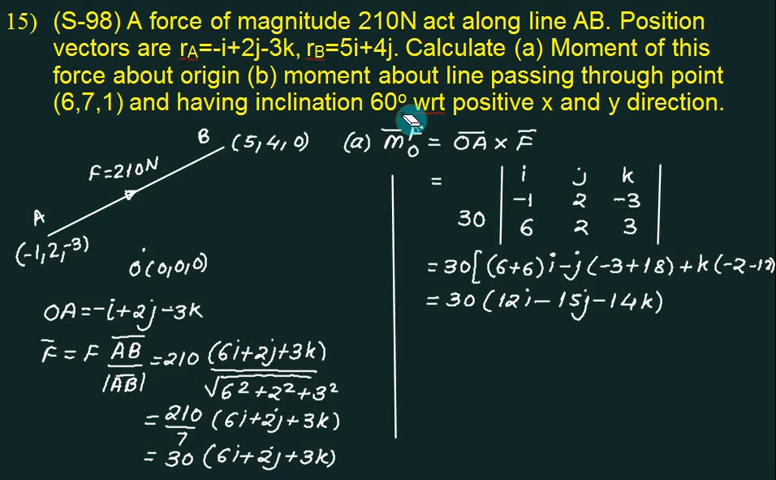 15) (S-98) A force of magnitude 210N act along line AB. Position
vectors are rA=-i+2j-3k, rB=5i+4j. Calculate (a) Moment of this
force about origin (b) moment about line passing through point
(6,7,1) and having inclination 60º wrt positive x and y direction.
B (5,4,0)
F=210N
A
(-1,2,-3)
O (0,0,0)
OA=-i+2j-3k
F̅ = F A̅B̅/|A̅B̅| = 210 (6i+2j+3k)/√6²+2²+3²
= 210/7 (6i+2j+3k)
= 30 (6i+2j+3k)
(a) m̅ F/O = O̅A̅ × F̅
= | i j k |
| -1 2 -3 |
30 | 6 2 3 |
= 30[(6+6)i-j(-3+18)+k(-2-12)
= 30 (12i-15j-14k)